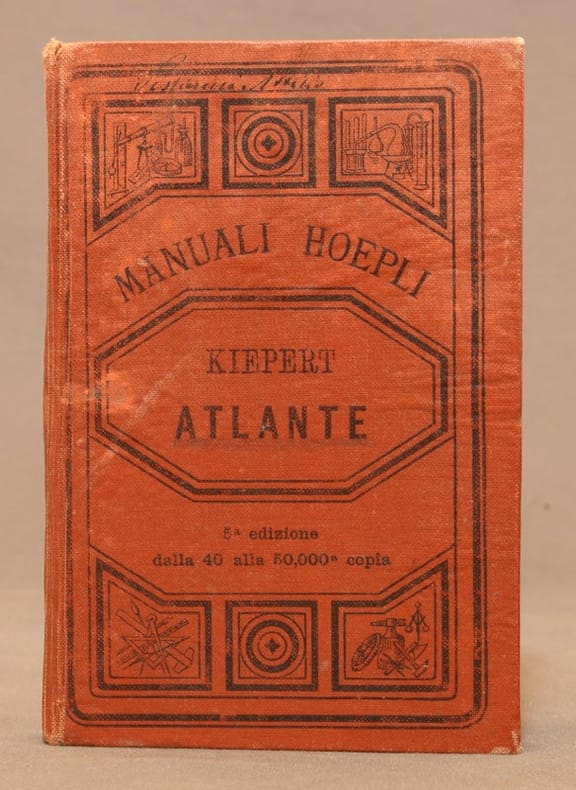 MANUALI HOEPLI
KIEPERT
ATLANTE
5ª edizione
dalla 40 alla 50,000ª copia